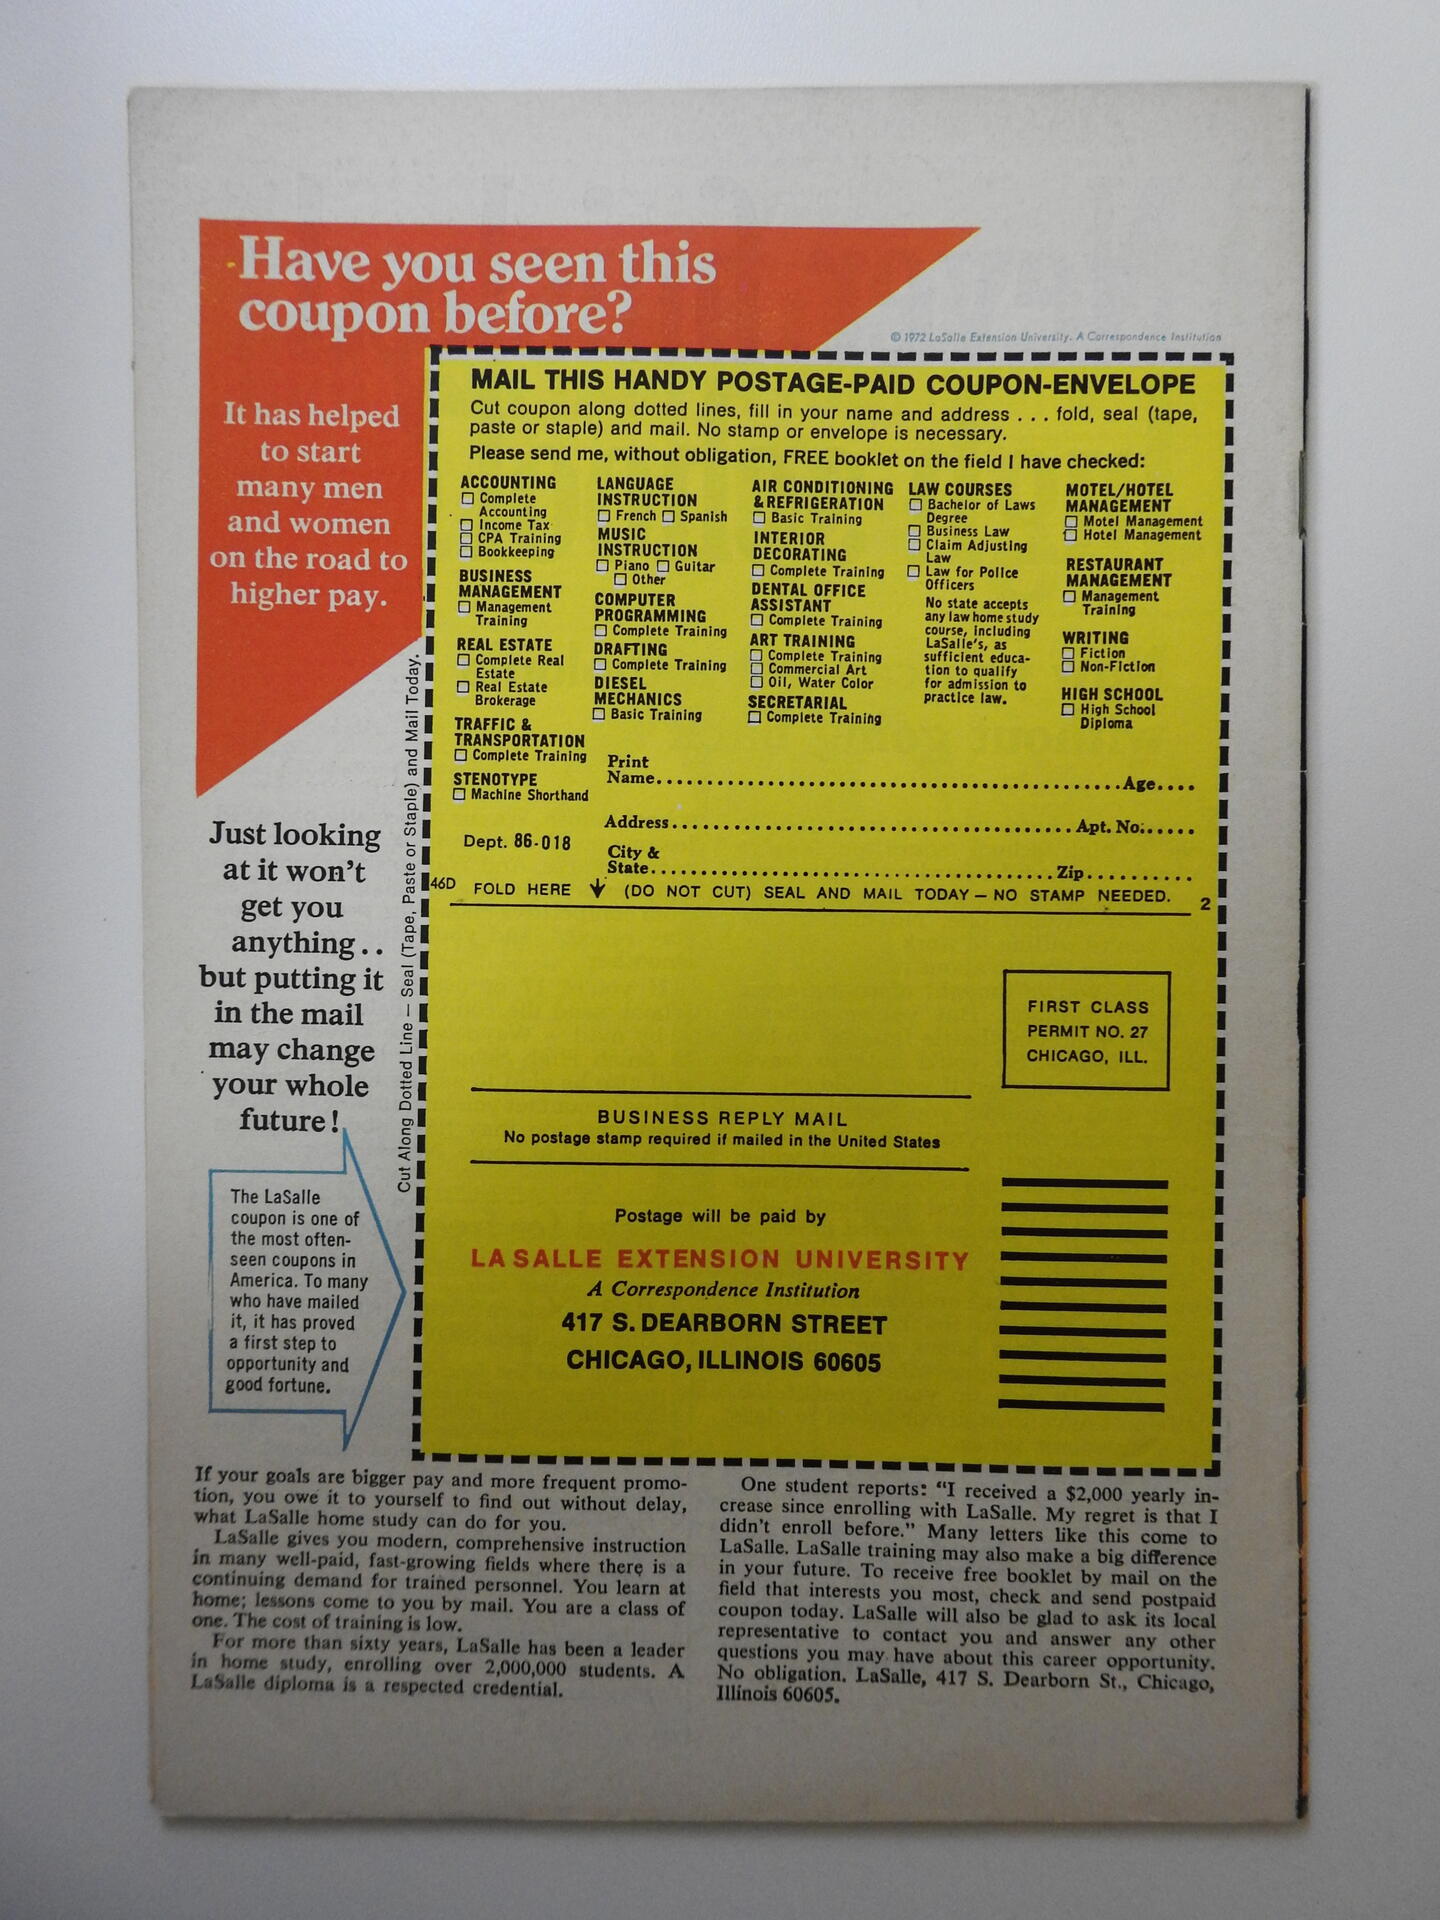 Have you seen this
coupon before?
© 1972 LaSalle Extension University. A Correspondence Institution
It has helped
to start
many men
and women
on the road to
higher pay.
Just looking
at it won't
get you
anything . .
but putting it
in the mail
may change
your whole
future!
The LaSalle
coupon is one of
the most often-
seen coupons in
America. To many
who have mailed
it, it has proved
a first step to
opportunity and
good fortune.
Cut Along Dotted Line — Seal (Tape, Paste or Staple) and Mail Today.
MAIL THIS HANDY POSTAGE-PAID COUPON-ENVELOPE
Cut coupon along dotted lines, fill in your name and address . . . fold, seal (tape,
paste or staple) and mail. No stamp or envelope is necessary.
Please send me, without obligation, FREE booklet on the field I have checked:
ACCOUNTING
☐ Complete
Accounting
☐ Income Tax
☐ CPA Training
☐ Bookkeeping
BUSINESS
MANAGEMENT
☐ Management
Training
REAL ESTATE
☐ Complete Real
Estate
☐ Real Estate
Brokerage
TRAFFIC &
TRANSPORTATION
☐ Complete Training
STENOTYPE
☐ Machine Shorthand
LANGUAGE
INSTRUCTION
☐ French ☐ Spanish
MUSIC
INSTRUCTION
☐ Piano ☐ Guitar
☐ Other
COMPUTER
PROGRAMMING
☐ Complete Training
DRAFTING
☐ Complete Training
DIESEL
MECHANICS
☐ Basic Training
AIR CONDITIONING
& REFRIGERATION
☐ Basic Training
INTERIOR
DECORATING
☐ Complete Training
DENTAL OFFICE
ASSISTANT
☐ Complete Training
ART TRAINING
☐ Complete Training
☐ Commercial Art
☐ Oil, Water Color
SECRETARIAL
☐ Complete Training
LAW COURSES
☐ Bachelor of Laws
Degree
☐ Business Law
☐ Claim Adjusting
Law
☐ Law for Police
Officers
No state accepts
any law home study
course, including
LaSalle's, as
sufficient educa-
tion to qualify
for admission to
practice law.
MOTEL/HOTEL
MANAGEMENT
☐ Motel Management
☐ Hotel Management
RESTAURANT
MANAGEMENT
☐ Management
Training
WRITING
☐ Fiction
☐ Non-Fiction
HIGH SCHOOL
☐ High School
Diploma
Print
Name.......... Age....
Address.......... Apt. No......
Dept. 86-018
City &
State.......... Zip..........
46D FOLD HERE ↓ (DO NOT CUT) SEAL AND MAIL TODAY — NO STAMP NEEDED. 2
FIRST CLASS
PERMIT NO. 27
CHICAGO, ILL.
BUSINESS REPLY MAIL
No postage stamp required if mailed in the United States
Postage will be paid by
LA SALLE EXTENSION UNIVERSITY
A Correspondence Institution
417 S. DEARBORN STREET
CHICAGO, ILLINOIS 60605
If your goals are bigger pay and more frequent promo-
tion, you owe it to yourself to find out without delay,
what LaSalle home study can do for you.
LaSalle gives you modern, comprehensive instruction
in many well-paid, fast-growing fields where there is a
continuing demand for trained personnel. You learn at
home; lessons come to you by mail. You are a class of
one. The cost of training is low.
For more than sixty years, LaSalle has been a leader
in home study, enrolling over 2,000,000 students. A
LaSalle diploma is a respected credential.
One student reports: "I received a $2,000 yearly in-
crease since enrolling with LaSalle. My regret is that I
didn't enroll before." Many letters like this come to
LaSalle. LaSalle training may also make a big difference
in your future. To receive free booklet by mail on the
field that interests you most, check and send postpaid
coupon today. LaSalle will also be glad to ask its local
representative to contact you and answer any other
questions you may have about this career opportunity.
No obligation. LaSalle, 417 S. Dearborn St., Chicago,
Illinois 60605.